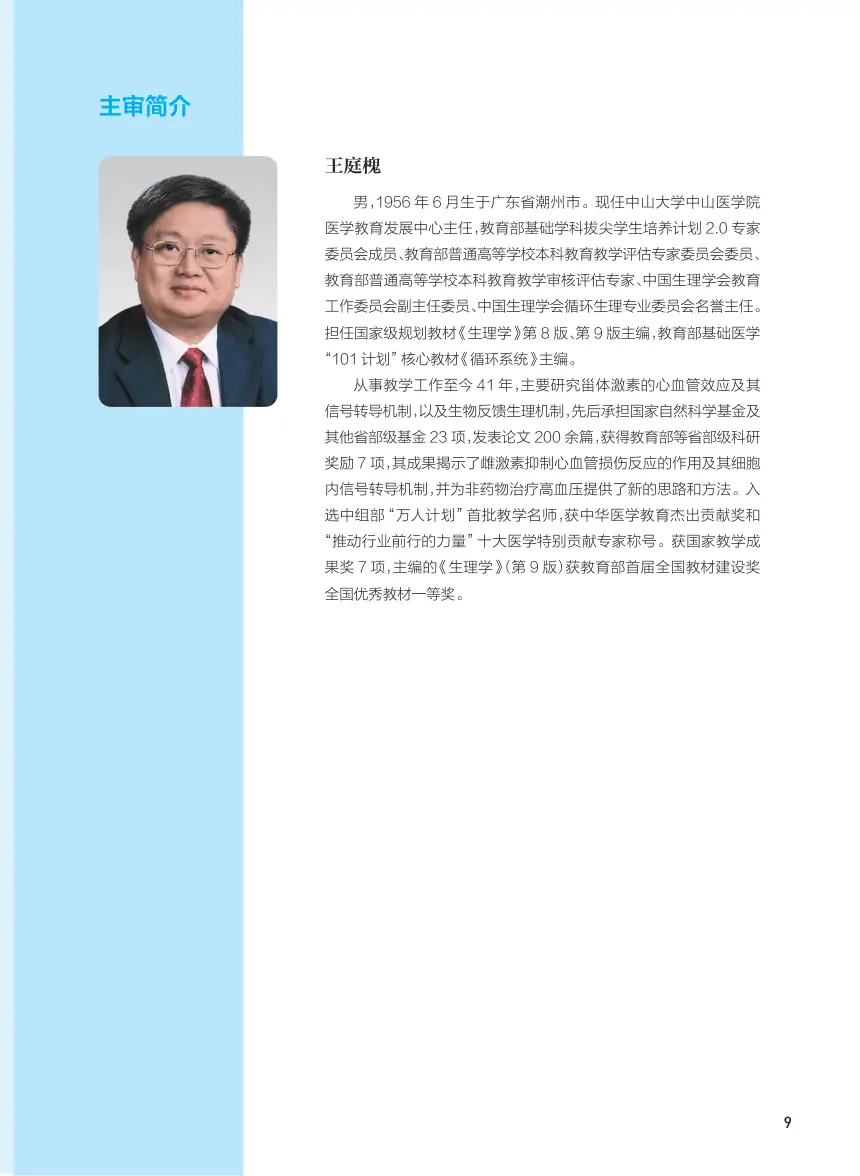 主审简介
王庭槐
男,1956 年 6 月生于广东省潮州市。现任中山大学中山医学院
医学教育发展中心主任,教育部基础学科拔尖学生培养计划 2.0 专家
委员会成员、教育部普通高等学校本科教育教学评估专家委员会委员、
教育部普通高等学校本科教育教学审核评估专家、中国生理学会教育
工作委员会副主任委员、中国生理学会循环生理专业委员会名誉主任。
担任国家级规划教材《生理学》第 8 版、第 9 版主编,教育部基础医学
“101 计划”核心教材《循环系统》主编。
从事教学工作至今 41 年,主要研究甾体激素的心血管效应及其
信号转导机制,以及生物反馈生理机制,先后承担国家自然科学基金及
其他省部级基金 23 项,发表论文 200 余篇,获得教育部等省部级科研
奖励 7 项,其成果揭示了雌激素抑制心血管损伤反应的作用及其细胞
内信号转导机制,并为非药物治疗高血压提供了新的思路和方法。入
选中组部“万人计划”首批教学名师,获中华医学教育杰出贡献奖和
“推动行业前行的力量”十大医学特别贡献专家称号。获国家教学成
果奖 7 项,主编的《生理学》(第 9 版)获教育部首届全国教材建设奖
全国优秀教材一等奖。
9